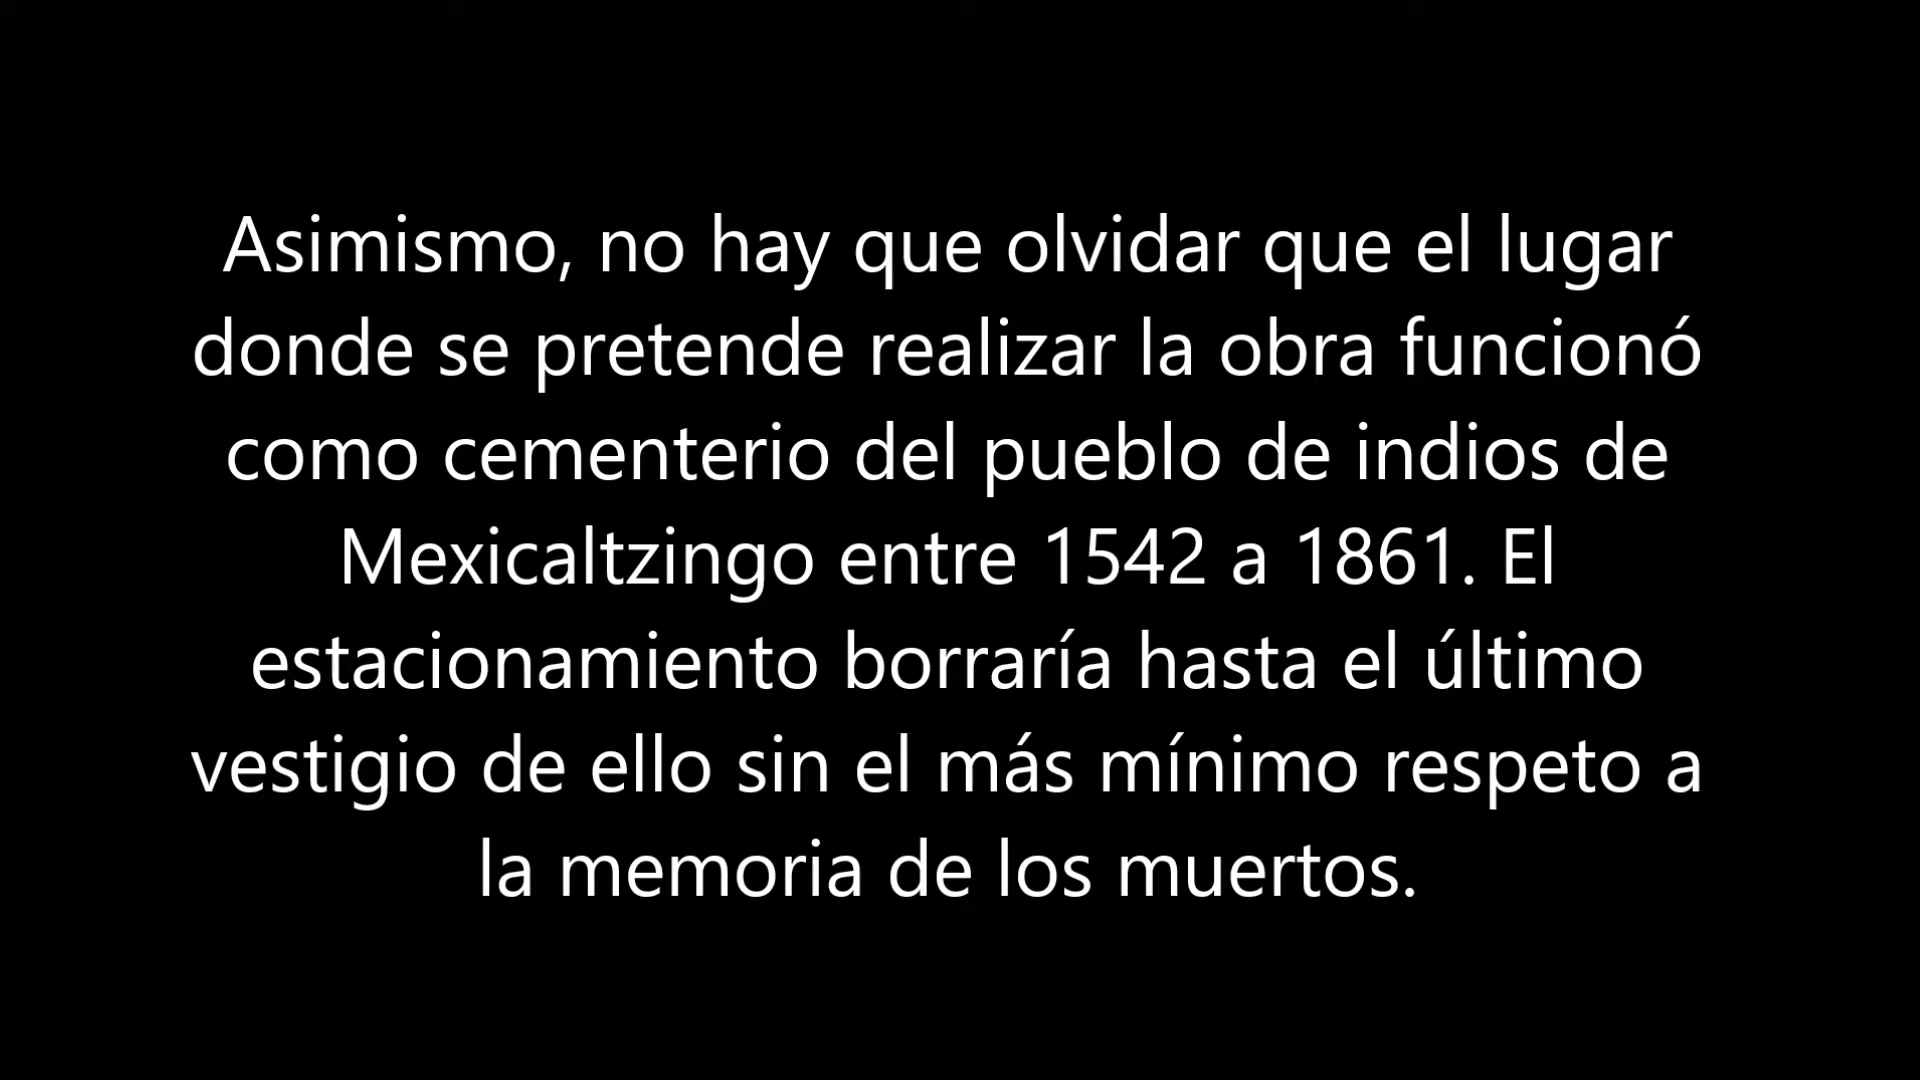 Asimismo, no hay que olvidar que el lugar
donde se pretende realizar la obra funcionó
como cementerio del pueblo de indios de
Mexicaltzingo entre 1542 a 1861. El
estacionamiento borraría hasta el último
vestigio de ello sin el más mínimo respeto a
la memoria de los muertos.